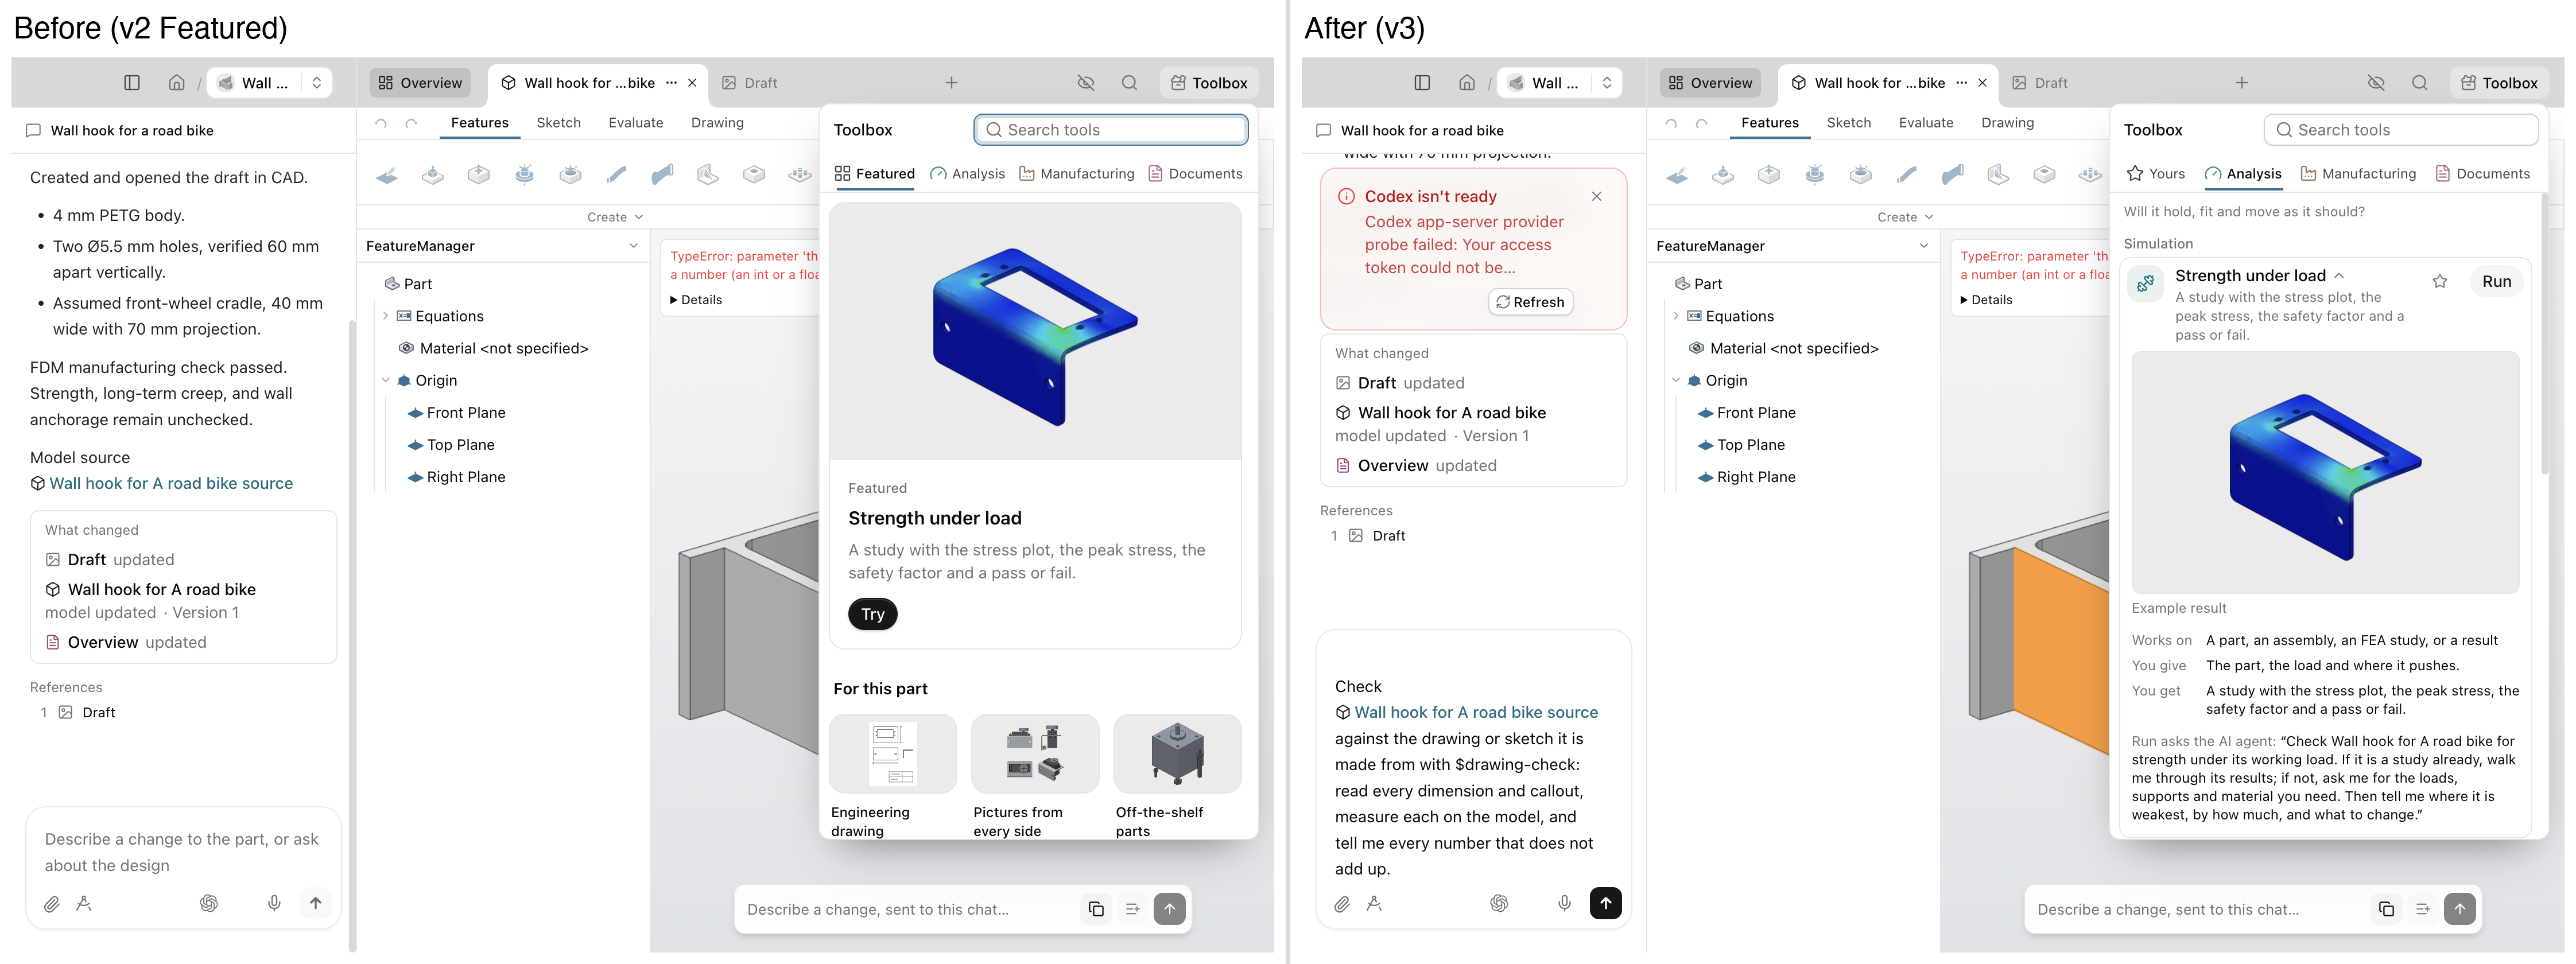 Before (v2 Featured)
Wall ...
Overview
Wall hook for ...bike
Draft
Toolbox
Wall hook for a road bike
Created and opened the draft in CAD.
• 4 mm PETG body.
• Two Ø5.5 mm holes, verified 60 mm
apart vertically.
• Assumed front-wheel cradle, 40 mm
wide with 70 mm projection.
FDM manufacturing check passed.
Strength, long-term creep, and wall
anchorage remain unchecked.
Model source
Wall hook for A road bike source
What changed
Draft updated
Wall hook for A road bike
model updated · Version 1
Overview updated
References
1 Draft
Describe a change to the part, or ask
about the design
Features Sketch Evaluate Drawing
Create
FeatureManager
Part
Equations
Material <not specified>
Origin
Front Plane
Top Plane
Right Plane
TypeError: parameter 'th
a number (an int or a floa
Details
Toolbox
Search tools
Featured Analysis Manufacturing Documents
Featured
Strength under load
A study with the stress plot, the peak stress, the
safety factor and a pass or fail.
Try
For this part
Engineering
drawing
Pictures from
every side
Off-the-shelf
parts
Describe a change, sent to this chat...
After (v3)
Wall ...
Overview
Wall hook for ...bike
Draft
Toolbox
Wall hook for a road bike
wide with 70 mm projection.
Codex isn't ready
Codex app-server provider
probe failed: Your access
token could not be...
Refresh
What changed
Draft updated
Wall hook for A road bike
model updated · Version 1
Overview updated
References
1 Draft
Check
Wall hook for A road bike source
against the drawing or sketch it is
made from with $drawing-check:
read every dimension and callout,
measure each on the model, and
tell me every number that does not
add up.
Features Sketch Evaluate Drawing
Create
FeatureManager
Part
Equations
Material <not specified>
Origin
Front Plane
Top Plane
Right Plane
TypeError: parameter 'th
a number (an int or a floa
Details
Toolbox
Search tools
Yours Analysis Manufacturing Documents
Will it hold, fit and move as it should?
Simulation
Strength under load
Run
A study with the stress plot, the
peak stress, the safety factor and a
pass or fail.
Example result
Works on A part, an assembly, an FEA study, or a result
You give The part, the load and where it pushes.
You get A study with the stress plot, the peak stress, the
safety factor and a pass or fail.
Run asks the AI agent: “Check Wall hook for A road bike for
strength under its working load. If it is a study already, walk
me through its results; if not, ask me for the loads,
supports and material you need. Then tell me where it is
weakest, by how much, and what to change.”
Describe a change, sent to this chat...